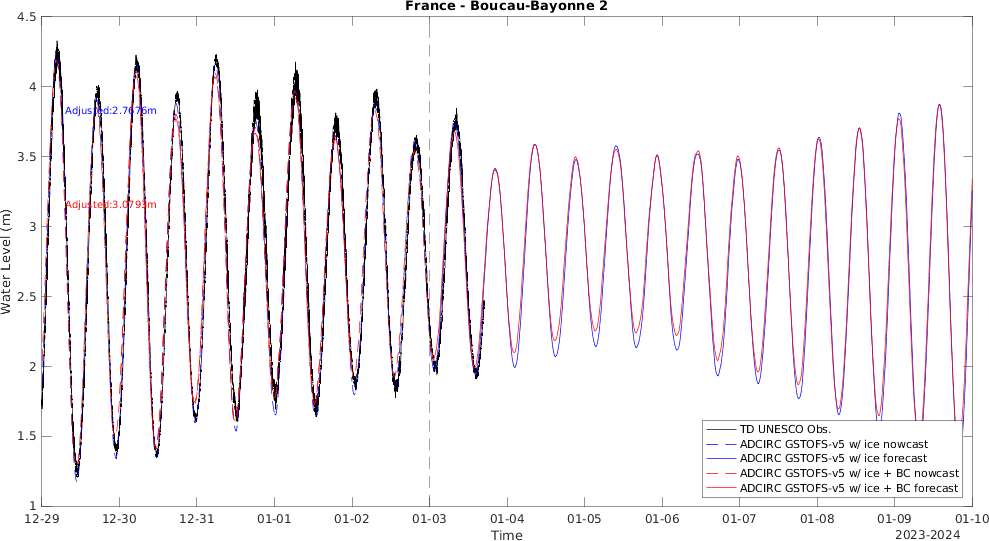 France - Boucau-Bayonne 2
4.5
4
3.5
3
2.5
2
1.5
1
Water Level (m)
Adjusted:2.7676m
Adjusted:3.0793m
TD UNESCO Obs.
ADCIRC GSTOFS-v5 w/ ice nowcast
ADCIRC GSTOFS-v5 w/ ice forecast
ADCIRC GSTOFS-v5 w/ ice + BC nowcast
ADCIRC GSTOFS-v5 w/ ice + BC forecast
12-29 12-30 12-31 01-01 01-02 01-03 01-04 01-05 01-06 01-07 01-08 01-09 01-10
Time
2023-2024